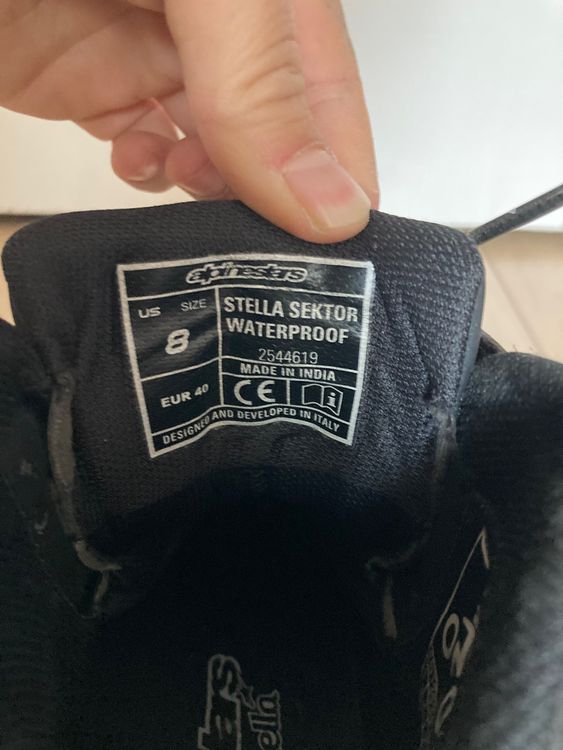 alpinestars
US SIZE
8
STELLA SEKTOR
WATERPROOF
2544619
MADE IN INDIA
EUR 40
CE
i
DESIGNED AND DEVELOPED IN ITALY